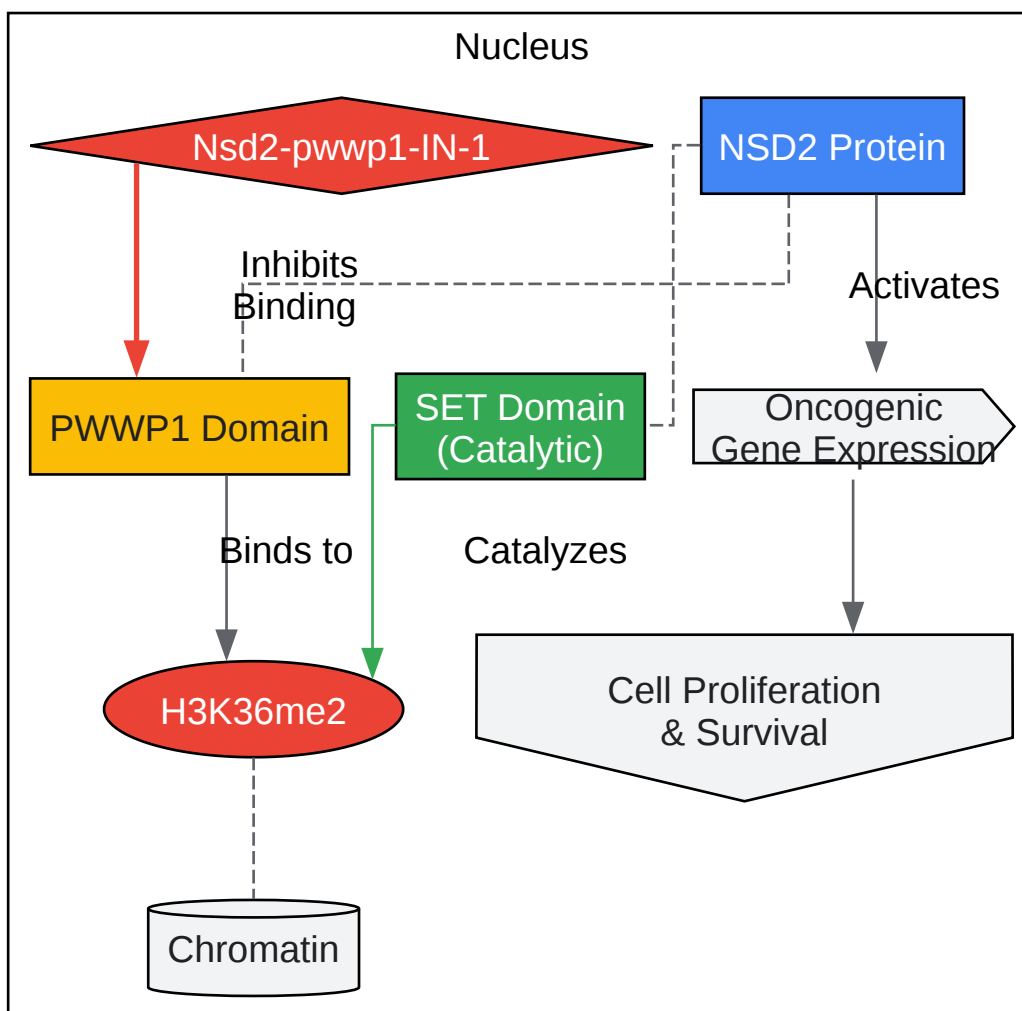 Nucleus
Nsd2-pwwp1-IN-1
NSD2 Protein
Inhibits
Binding
Activates
PWWP1 Domain
SET Domain
(Catalytic)
Oncogenic
Gene Expression
Binds to
Catalyzes
H3K36me2
Cell Proliferation
& Survival
Chromatin